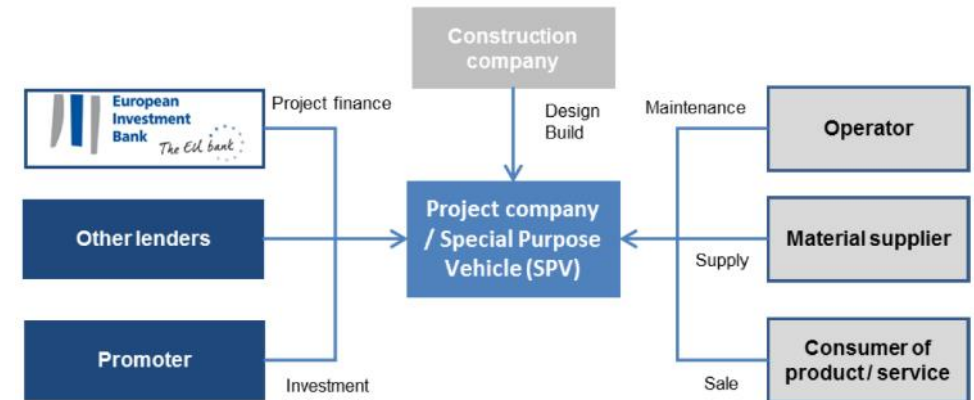 Construction
company
European
Investment
Bank
The EU bank
Project finance
Design
Build
Maintenance
Operator
Other lenders
Project company
/ Special Purpose
Vehicle (SPV)
Material supplier
Supply
Promoter
Investment
Consumer of
product / service
Sale